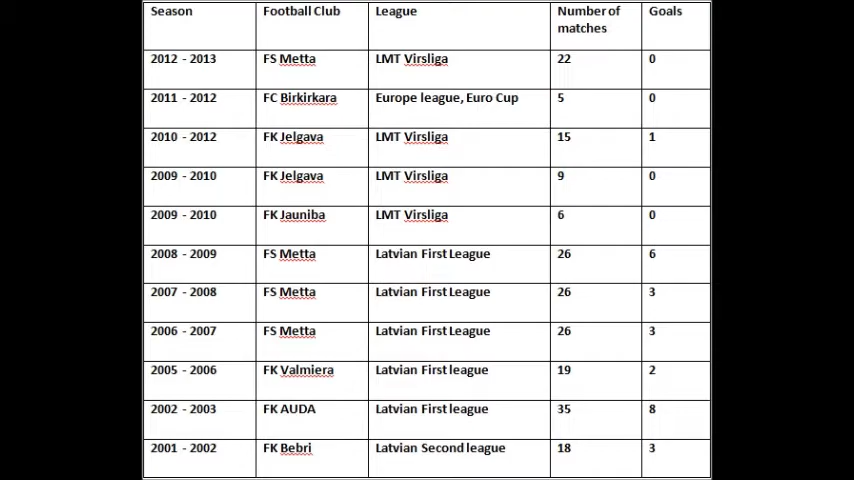 Season Football Club League Number of matches Goals
2012 - 2013 FS Metta LMT Virsliga 22 0
2011 - 2012 FC Birkirkara Europe league, Euro Cup 5 0
2010 - 2012 FK Jelgava LMT Virsliga 15 1
2009 - 2010 FK Jelgava LMT Virsliga 9 0
2009 - 2010 FK Jauniba LMT Virsliga 6 0
2008 - 2009 FS Metta Latvian First League 26 6
2007 - 2008 FS Metta Latvian First League 26 3
2006 - 2007 FS Metta Latvian First League 26 3
2005 - 2006 FK Valmiera Latvian First league 19 2
2002 - 2003 FK AUDA Latvian First league 35 8
2001 - 2002 FK Bebri Latvian Second league 18 3